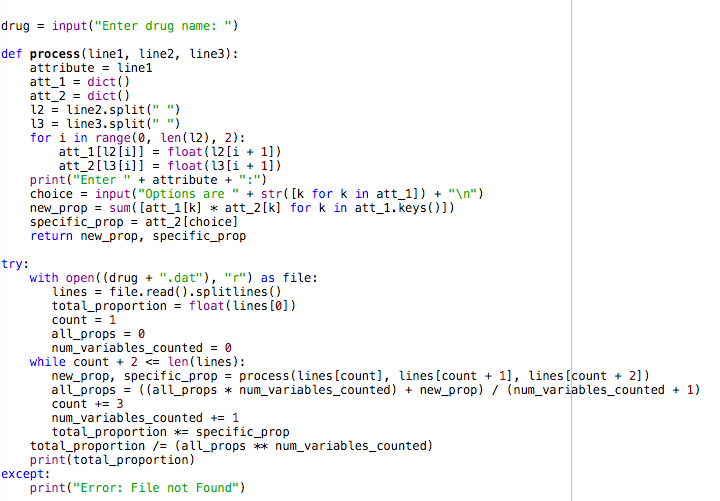 drug = input("Enter drug name: ")

def process(line1, line2, line3):
    attribute = line1
    att_1 = dict()
    att_2 = dict()
    l2 = line2.split(" ")
    l3 = line3.split(" ")
    for i in range(0, len(l2), 2):
        att_1[l2[i]] = float(l2[i + 1])
        att_2[l3[i]] = float(l3[i + 1])
    print("Enter " + attribute + ":")
    choice = input("Options are " + str([k for k in att_1]) + "\n")
    new_prop = sum([att_1[k] * att_2[k] for k in att_1.keys()])
    specific_prop = att_2[choice]
    return new_prop, specific_prop

try:
    with open((drug + ".dat"), "r") as file:
       lines = file.read().splitlines()
       total_proportion = float(lines[0])
       count = 1
       all_props = 0
       num_variables_counted = 0
    while count + 2 <= len(lines):
       new_prop, specific_prop = process(lines[count], lines[count + 1], lines[count + 2])
       all_props = ((all_props * num_variables_counted) + new_prop) / (num_variables_counted + 1)
       count += 3
       num_variables_counted += 1
       total_proportion *= specific_prop
    total_proportion /= (all_props ** num_variables_counted)
    print(total_proportion)
except:
    print("Error: File not Found")